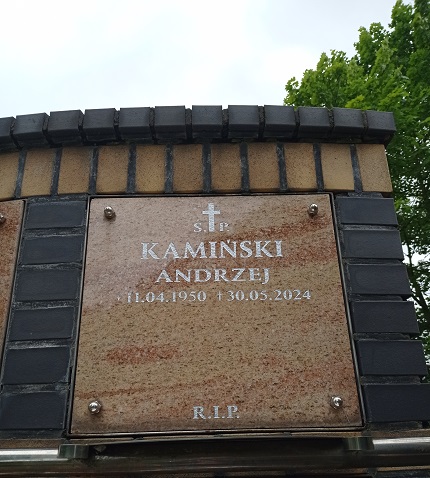 S. P.
KAMIŃSKI
ANDRZEJ
11.04.1950 †30.05.2024
R.I.P.